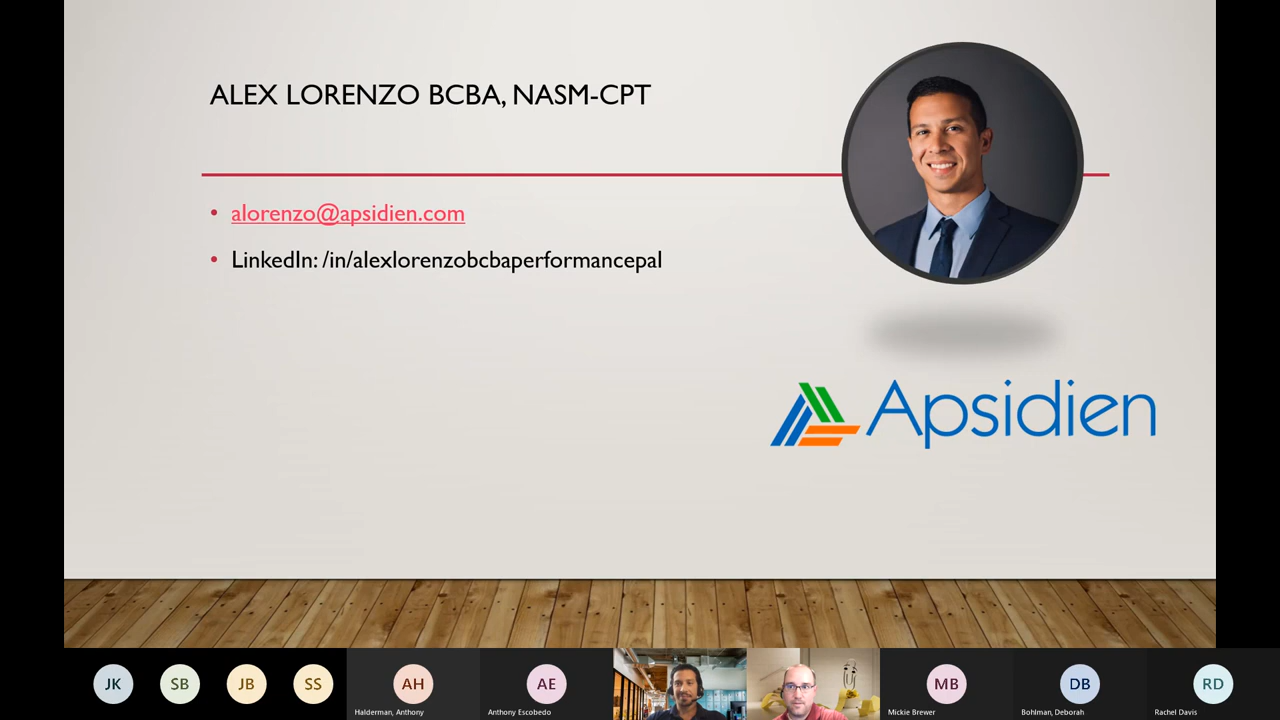 ALEX LORENZO BCBA, NASM-CPT
alorenzo@apsidien.com
LinkedIn: /in/alexlorenzobcbaperformancepal
Apsidien
JK
SB
JB
SS
AH
Halderman, Anthony
AE
Anthony Escobedo
MB
Mickie Brewer
DB
Bohlman, Deborah
RD
Rachel Davis